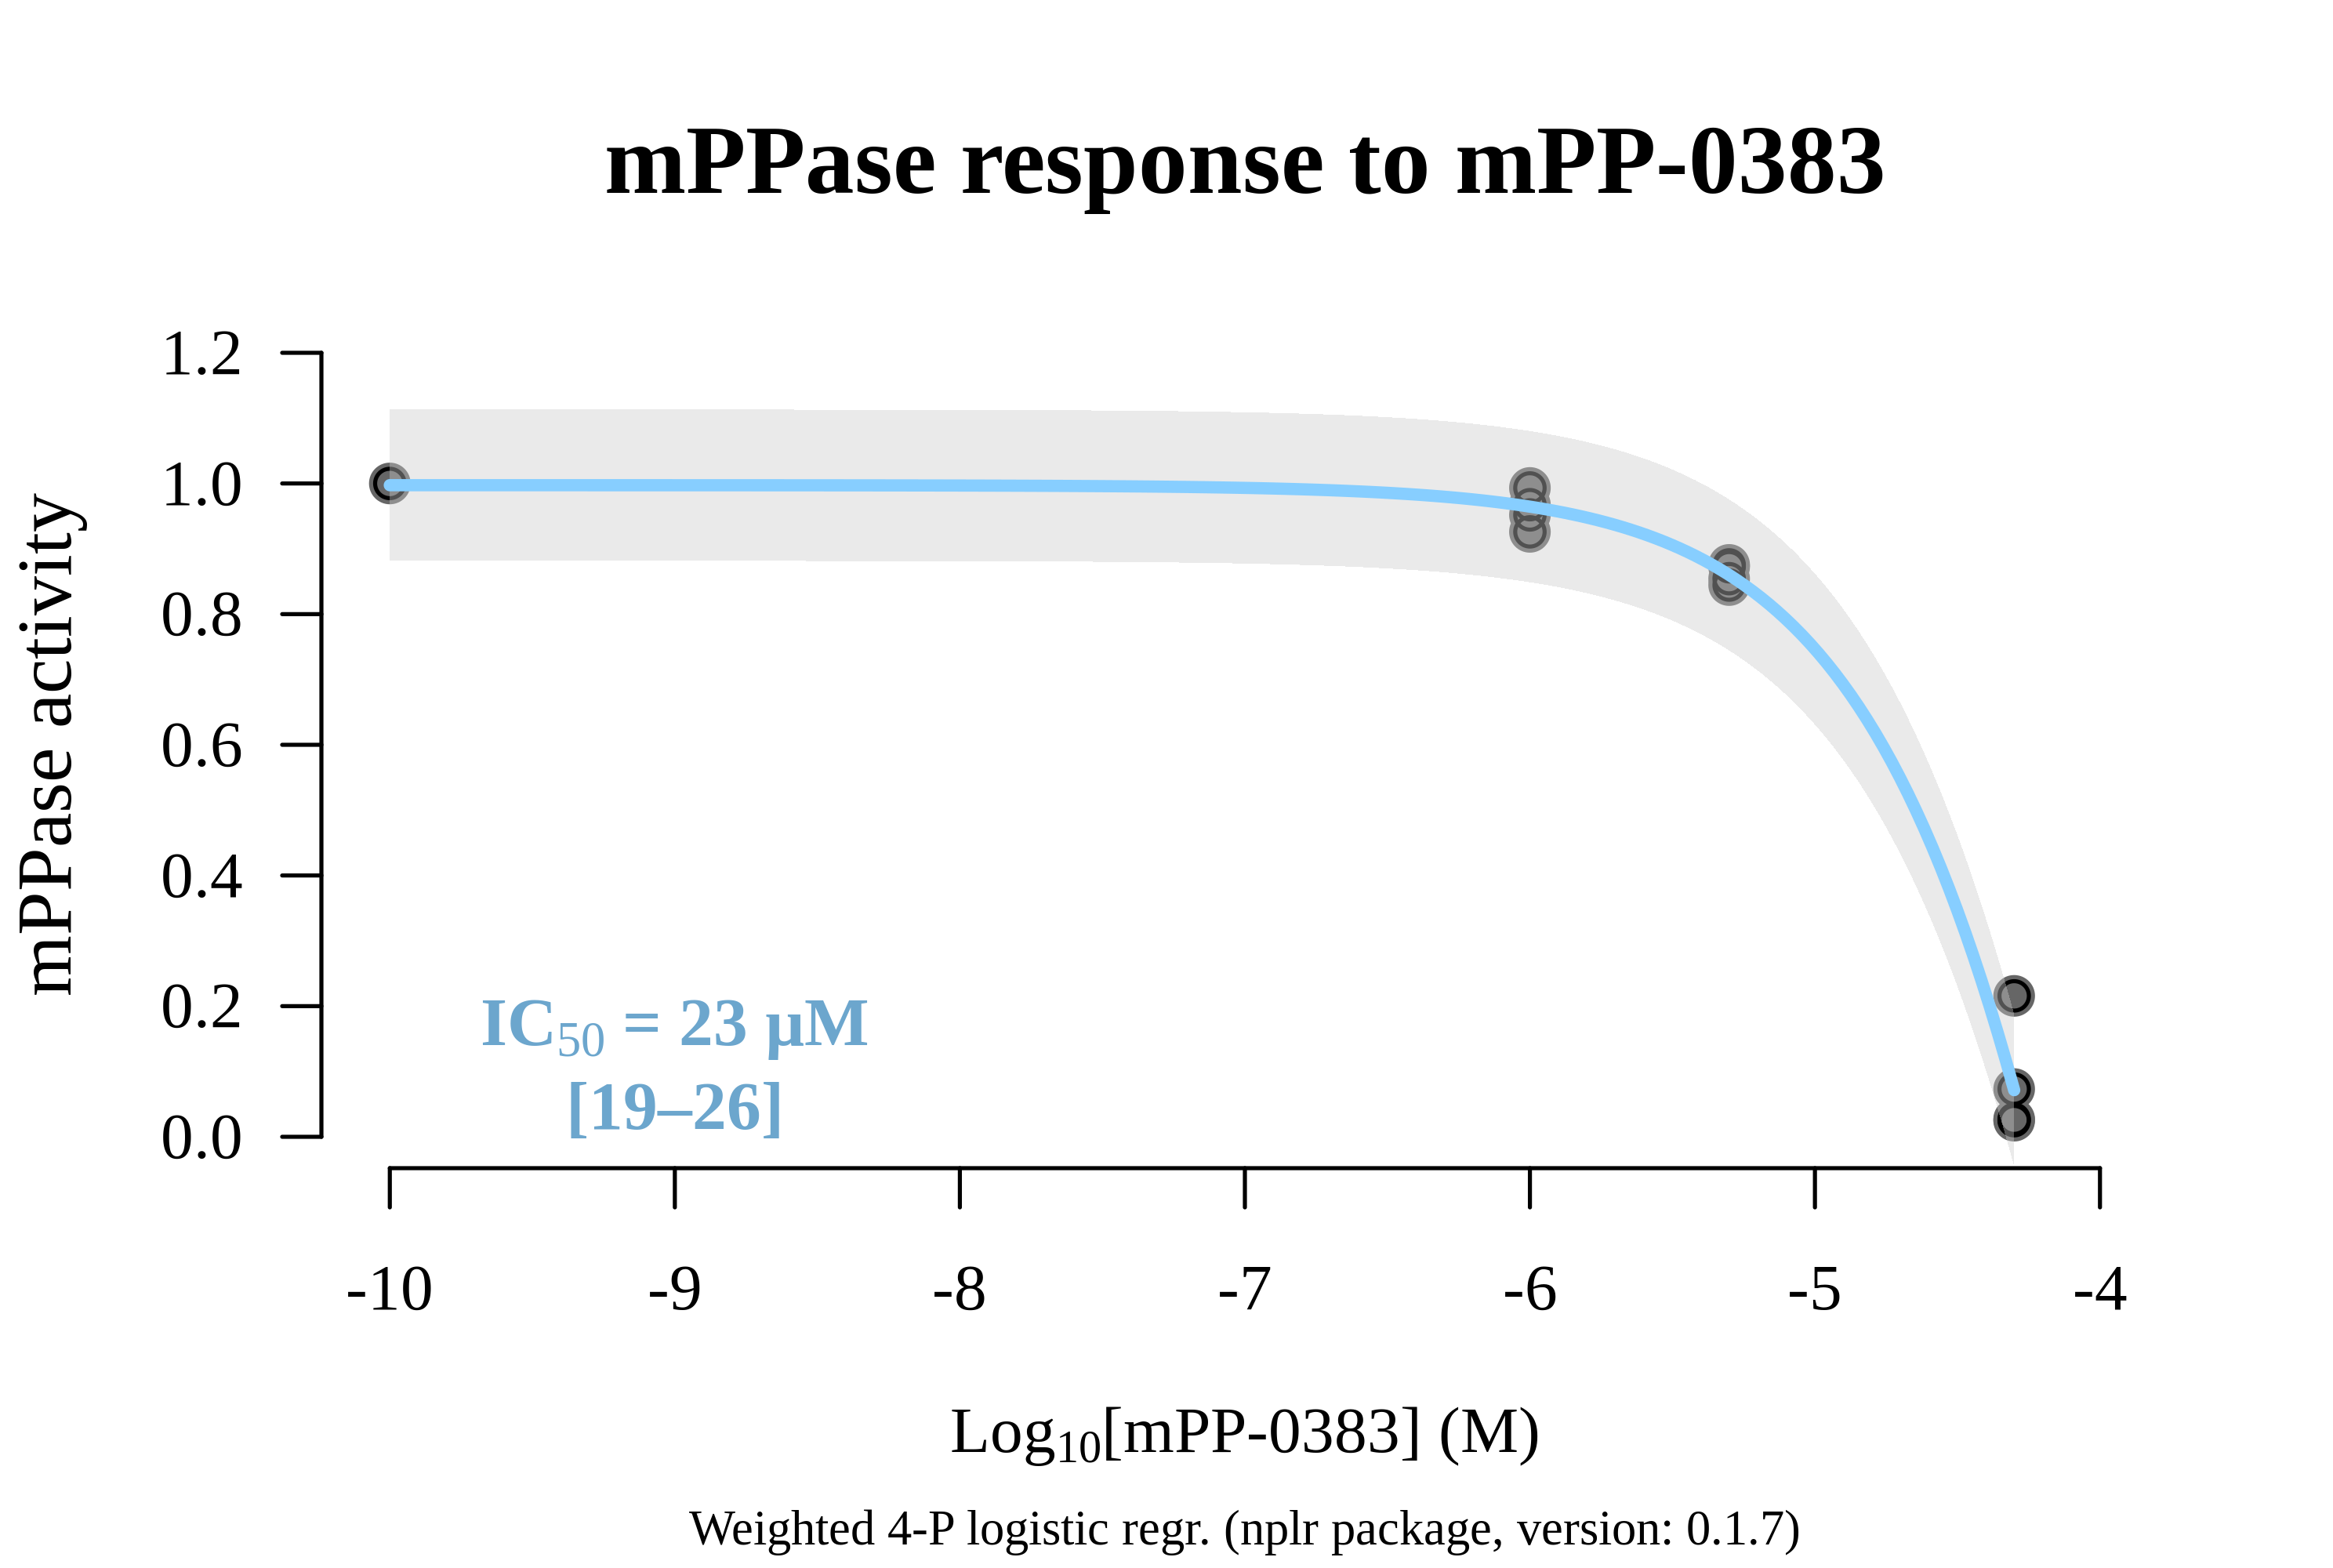 mPPase response to mPP-0383
mPPase activity
1.2
1.0
0.8
0.6
0.4
0.2
0.0
IC50 = 23 µM
[19–26]
-10 -9 -8 -7 -6 -5 -4
Log10[mPP-0383] (M)
Weighted 4-P logistic regr. (nplr package, version: 0.1.7)